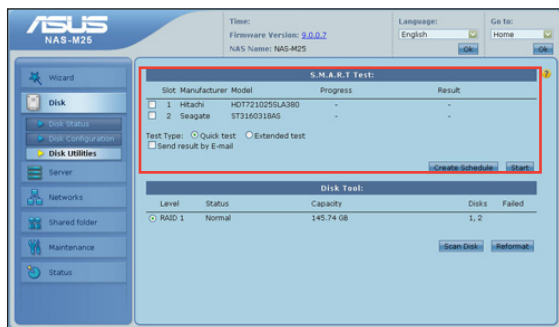 ASUS
NAS-M25
Time:
Firmware Version: 9.0.0.7
NAS Name: NAS-M25
Language:
English
Ok
Go to:
Home
Ok
Wizard
Disk
Disk Status
Disk Configuration
Disk Utilities
Server
Networks
Shared folder
Maintenance
Status
S.M.A.R.T Test:
Slot Manufacturer Model Progress Result
1 Hitachi HDT721025SLA380 - -
2 Seagate ST3160318AS - -
Test Type: Quick test Extended test
Send result by E-mail
Create Schedule Start
Disk Tool:
Level Status Capacity Disks Failed
RAID 1 Normal 145.74 GB 1, 2
Scan Disk Reformat